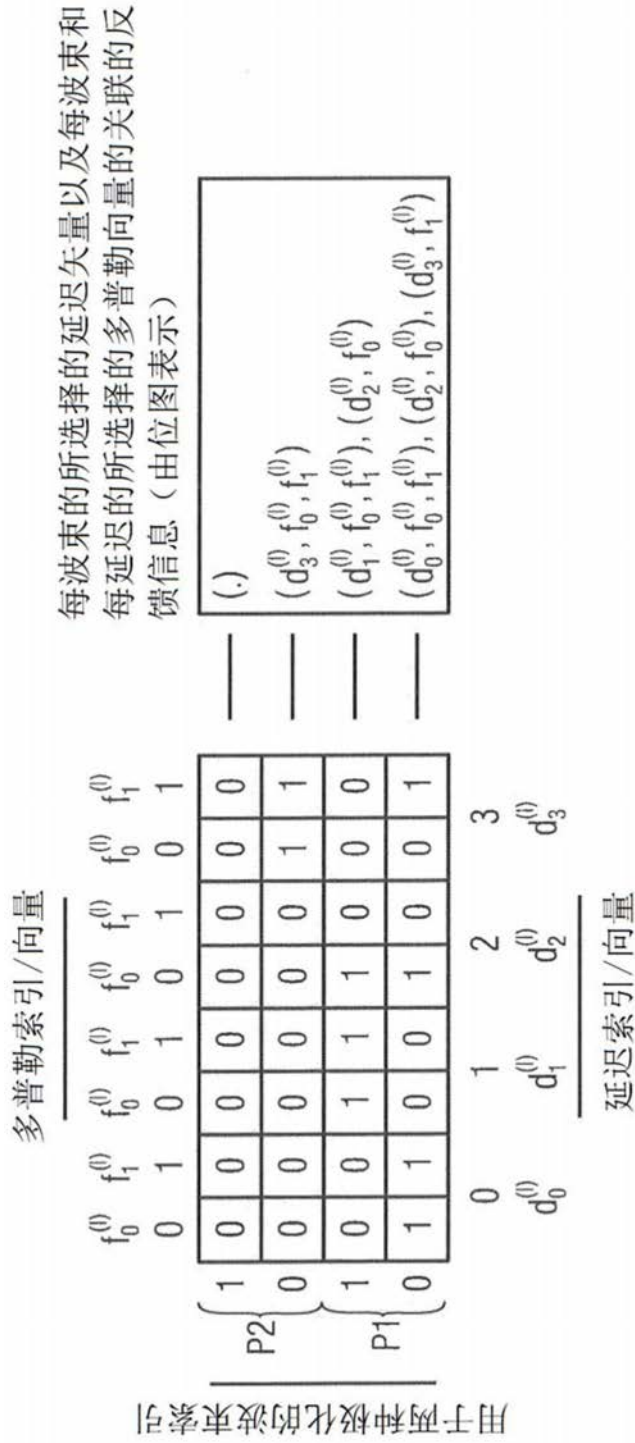 每波束的所选择的延迟矢量以及每波束和
每延迟的所选择的多普勒向量的关联的反
馈信息（由位图表示）
多普勒索引/向量
f₀⁽ˡ⁾ f₁⁽ˡ⁾ f₀⁽ˡ⁾ f₁⁽ˡ⁾ f₀⁽ˡ⁾ f₁⁽ˡ⁾ f₀⁽ˡ⁾ f₁⁽ˡ⁾
0 1 0 1 0 1 0 1
用于两种极化的波束索引
P2
1 0 0 0 0 0 0 0 0 (.)
0 0 0 0 0 0 0 1 1 (d₃⁽ˡ⁾, f₀⁽ˡ⁾, f₁⁽ˡ⁾)
P1
1 0 0 1 1 1 0 0 0 (d₁⁽ˡ⁾, f₀⁽ˡ⁾, f₁⁽ˡ⁾), (d₂⁽ˡ⁾, f₀⁽ˡ⁾)
0 1 1 0 0 1 0 0 1 (d₀⁽ˡ⁾, f₀⁽ˡ⁾, f₁⁽ˡ⁾), (d₂⁽ˡ⁾, f₀⁽ˡ⁾), (d₃⁽ˡ⁾, f₁⁽ˡ⁾)
0 1 2 3
d₀⁽ˡ⁾ d₁⁽ˡ⁾ d₂⁽ˡ⁾ d₃⁽ˡ⁾
延迟索引/向量